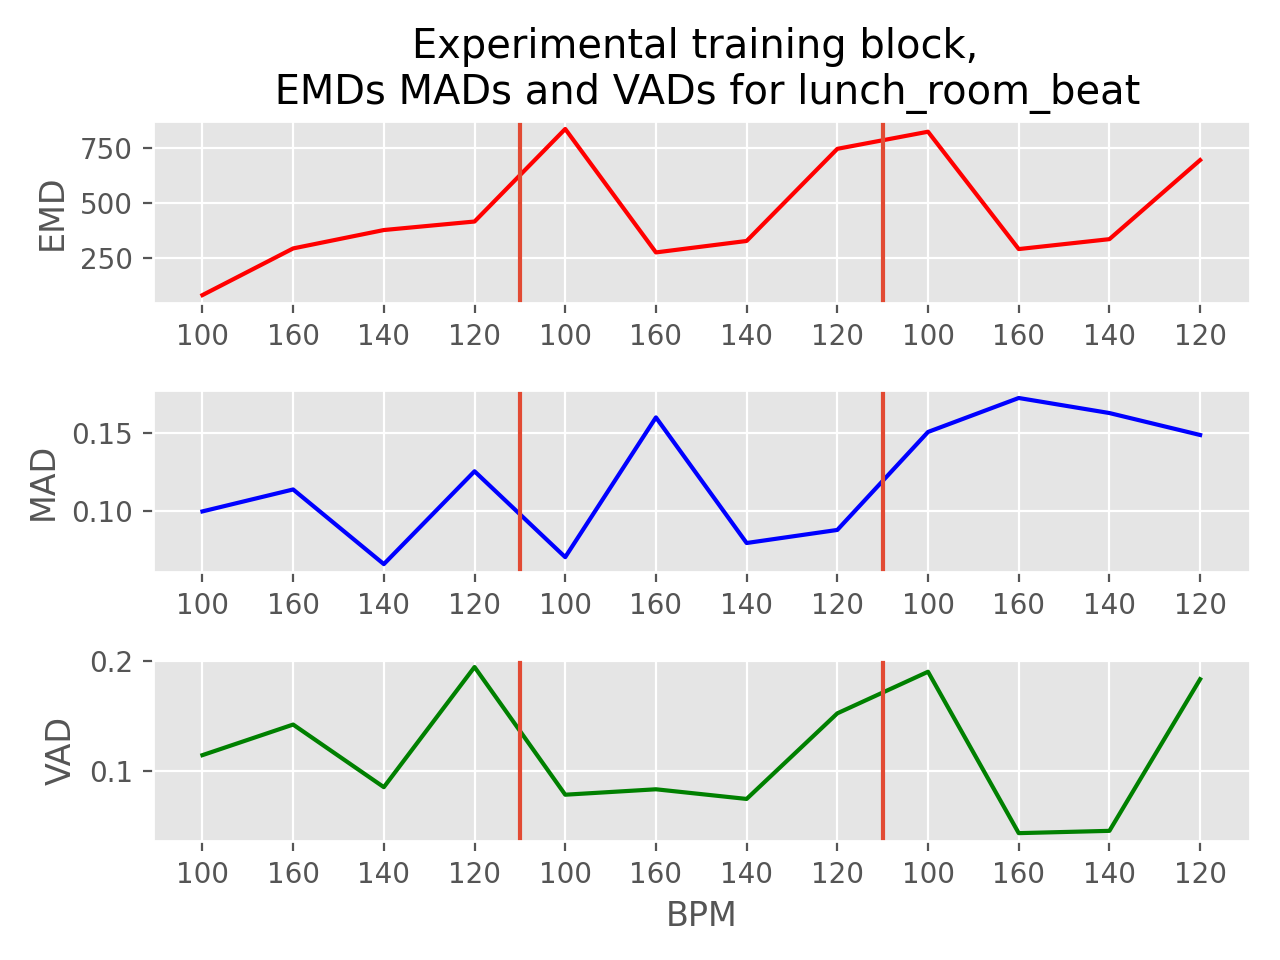 Experimental training block,
EMDs MADs and VADs for lunch_room_beat
EMD
750
500
250
100 160 140 120 100 160 140 120 100 160 140 120
MAD
0.15
0.10
100 160 140 120 100 160 140 120 100 160 140 120
VAD
0.2
0.1
100 160 140 120 100 160 140 120 100 160 140 120
BPM